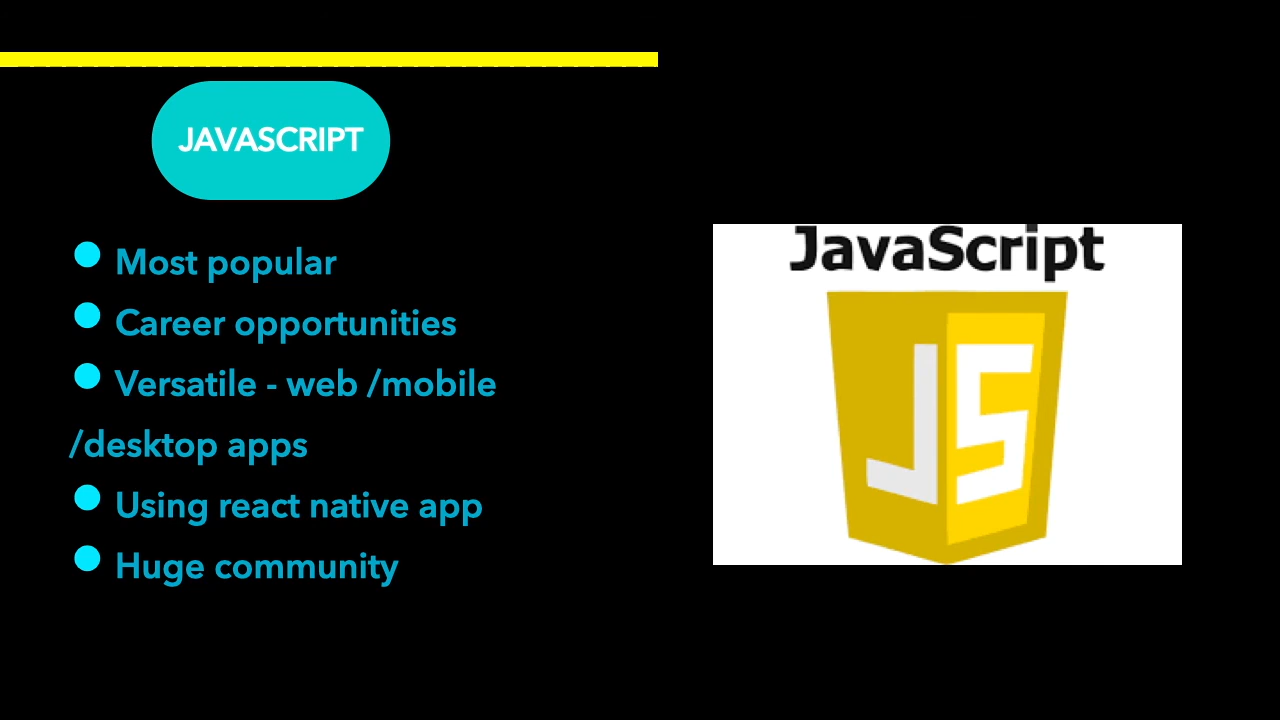 JAVASCRIPT
● Most popular
● Career opportunities
● Versatile - web /mobile
/desktop apps
● Using react native app
● Huge community
JavaScript
JS